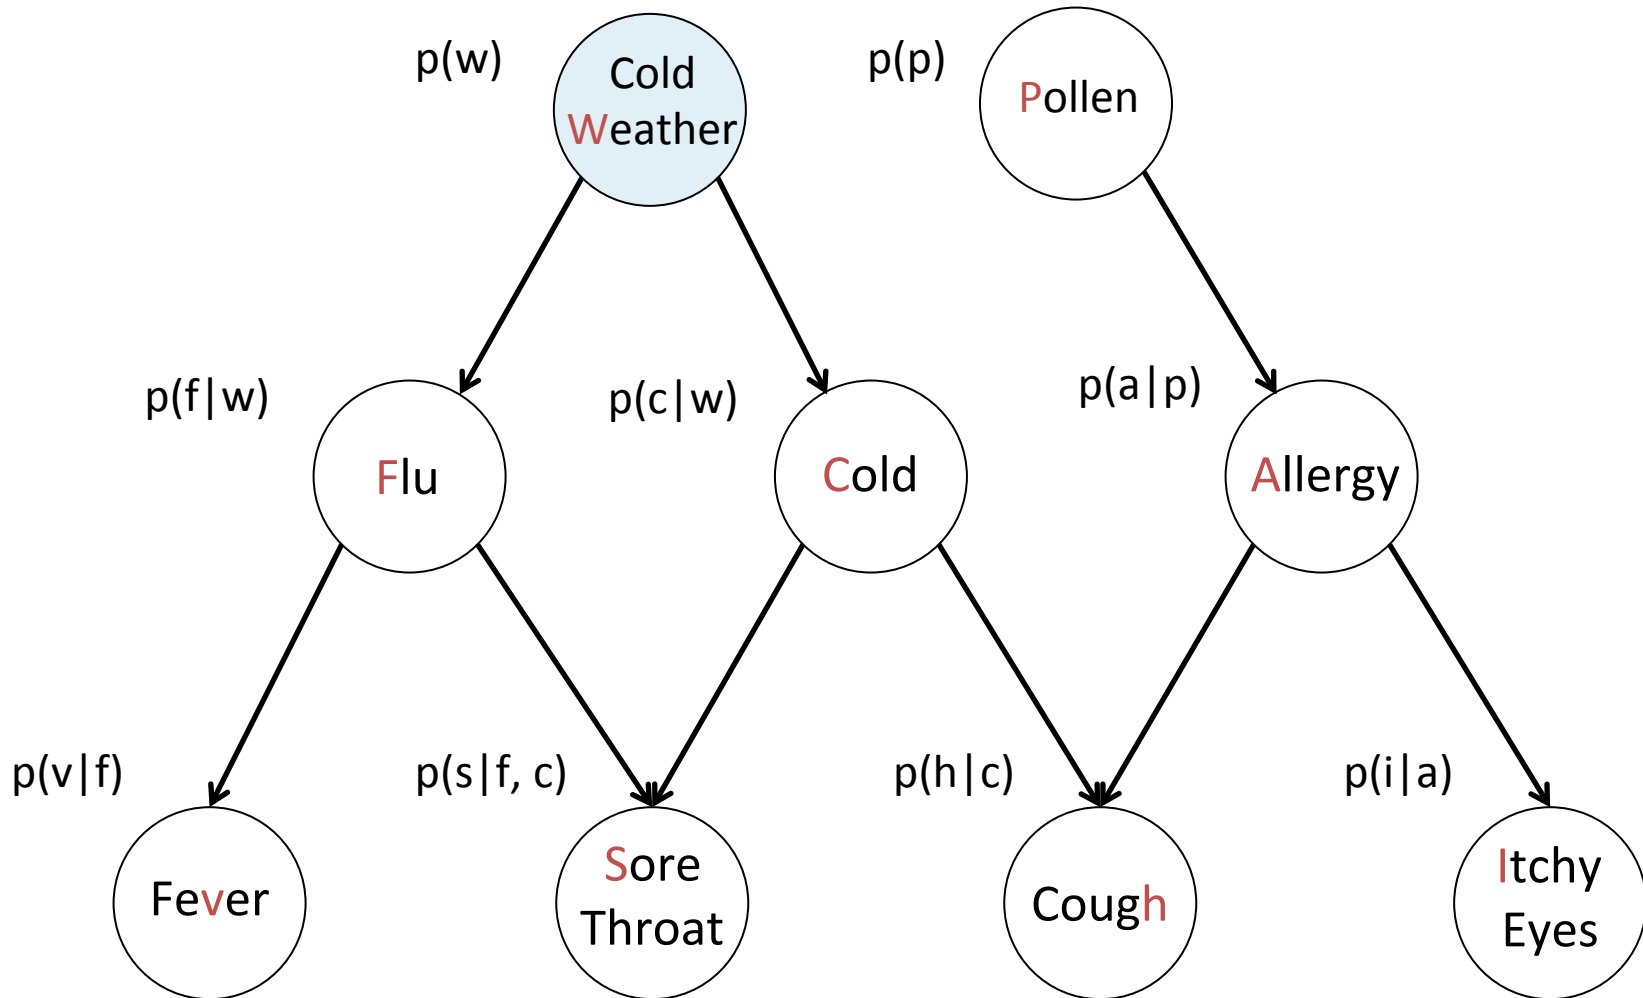 p(w)
Cold
Weather
p(p)
Pollen
p(f|w)
Flu
p(c|w)
Cold
p(a|p)
Allergy
p(v|f)
Fever
p(s|f, c)
Sore
Throat
p(h|c)
Cough
p(i|a)
Itchy
Eyes